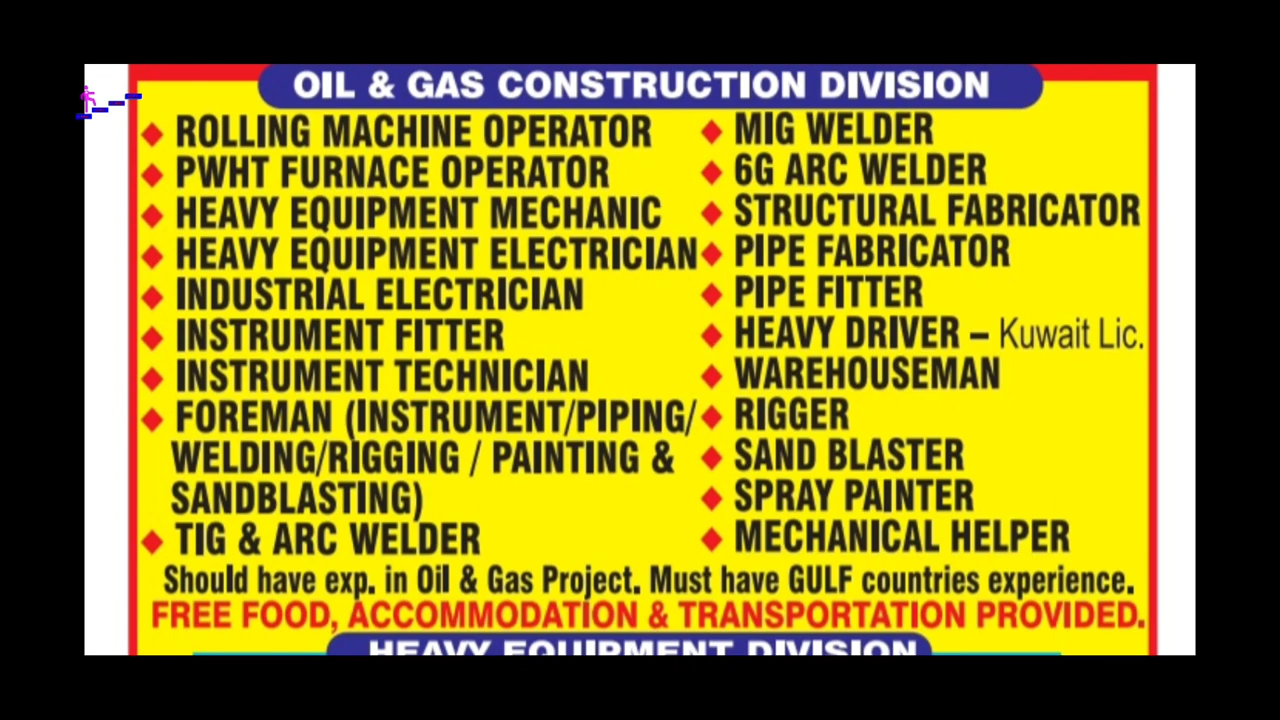 OIL & GAS CONSTRUCTION DIVISION
ROLLING MACHINE OPERATOR
PWHT FURNACE OPERATOR
HEAVY EQUIPMENT MECHANIC
HEAVY EQUIPMENT ELECTRICIAN
INDUSTRIAL ELECTRICIAN
INSTRUMENT FITTER
INSTRUMENT TECHNICIAN
FOREMAN (INSTRUMENT/PIPING/
WELDING/RIGGING / PAINTING &
SANDBLASTING)
TIG & ARC WELDER
MIG WELDER
6G ARC WELDER
STRUCTURAL FABRICATOR
PIPE FABRICATOR
PIPE FITTER
HEAVY DRIVER – Kuwait Lic.
WAREHOUSEMAN
RIGGER
SAND BLASTER
SPRAY PAINTER
MECHANICAL HELPER
Should have exp. in Oil & Gas Project. Must have GULF countries experience.
FREE FOOD, ACCOMMODATION & TRANSPORTATION PROVIDED.
HEAVY EQUIPMENT DIVISION